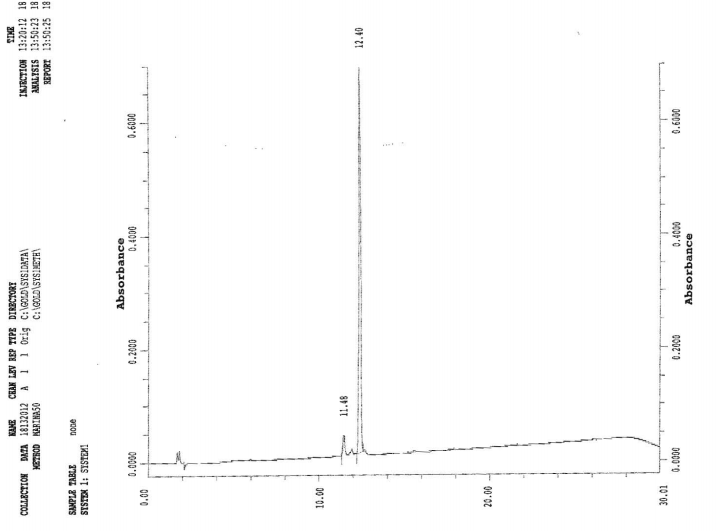 NAME CHAN LEV REP TYPE DIRECTORY TIME
COLLECTION DATA 18132012 A 1 1 Orig C:\GOLD\SYS1DATA\ INJECTION 13:20:12 18
METHOD MARINA50 C:\GOLD\SYS1METH\ ANALYSIS 13:50:23 18
REPORT 13:50:25 18
SAMPLE TABLE none
SYSTEM 1: SYSTEM1
Absorbance
0.0000 0.2000 0.4000 0.6000
0.00
11.48
12.40
10.00
20.00
30.01
0.0000 0.2000 0.4000 0.6000
Absorbance